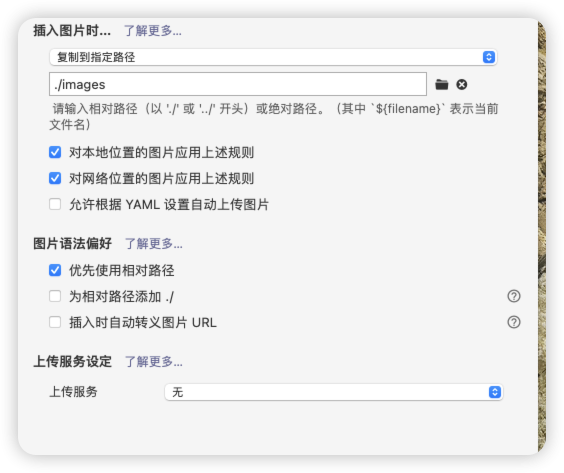 插入图片时... 了解更多...
复制到指定路径
./images
请输入相对路径（以 './' 或 '../' 开头）或绝对路径。（其中 `${filename}` 表示当前
文件名）
对本地位置的图片应用上述规则
对网络位置的图片应用上述规则
允许根据 YAML 设置自动上传图片
图片语法偏好 了解更多...
优先使用相对路径
为相对路径添加 ./
插入时自动转义图片 URL
上传服务设定 了解更多...
上传服务 无